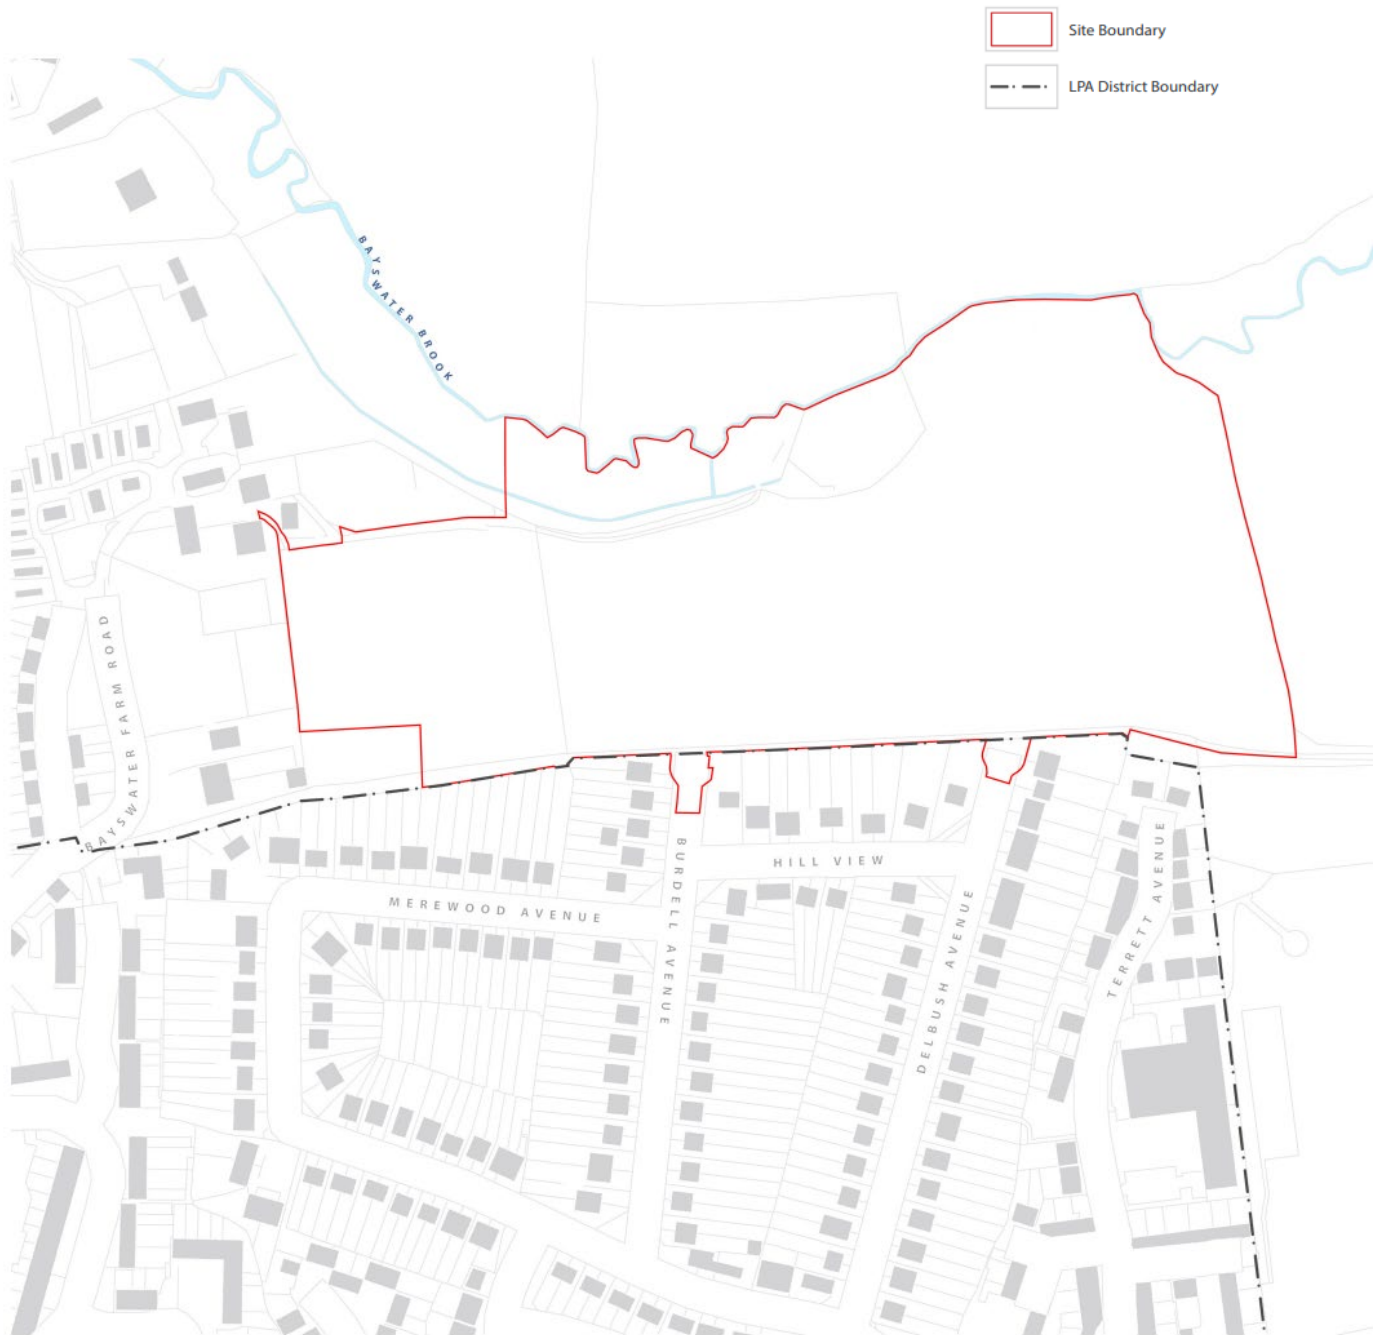 Site Boundary
LPA District Boundary
BAYSWATER BROOK
BAYSWATER FARM ROAD
HILL VIEW
MEREWOOD AVENUE
BURDELL AVENUE
DELBUSH AVENUE
TERRETT AVENUE